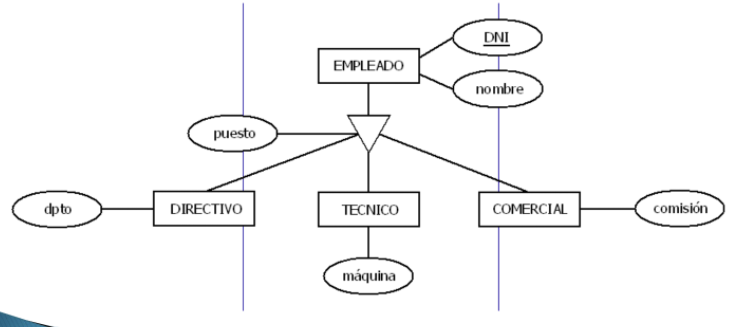 DNI
EMPLEADO
nombre
puesto
dpto
DIRECTIVO
TECNICO
COMERCIAL
comisión
máquina